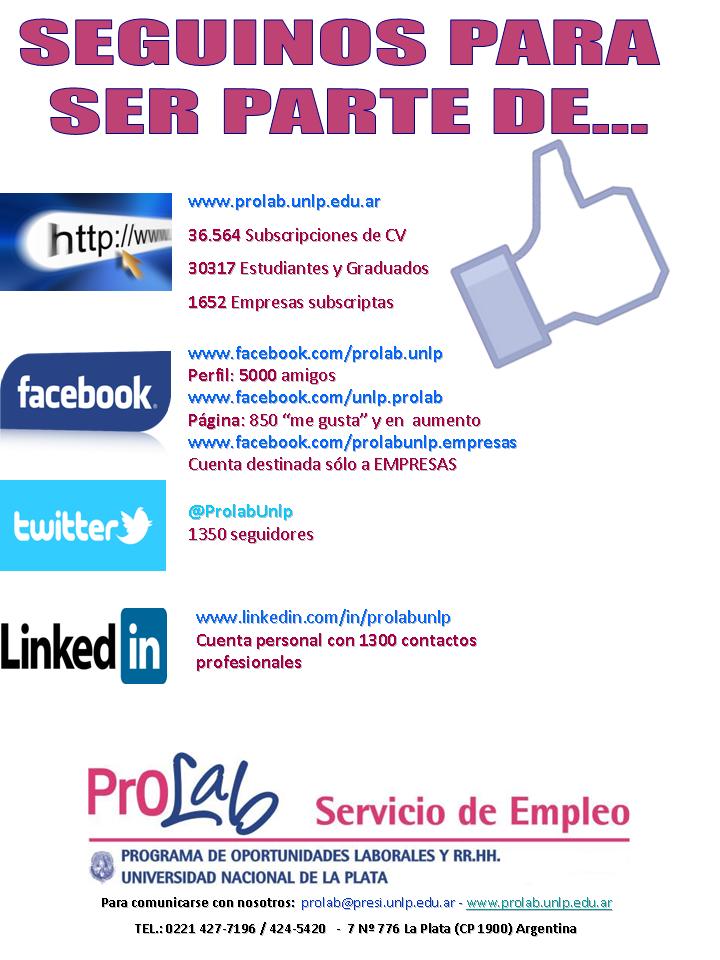 SEGUINOS PARA
SER PARTE DE...
http://www.
www.prolab.unlp.edu.ar
36.564 Subscripciones de CV
30317 Estudiantes y Graduados
1652 Empresas subscriptas
facebook.
www.facebook.com/prolab.unlp
Perfil: 5000 amigos
www.facebook.com/unlp.prolab
Página: 850 “me gusta” y en aumento
www.facebook.com/prolabunlp.empresas
Cuenta destinada sólo a EMPRESAS
twitter
@ProlabUnlp
1350 seguidores
Linked in
www.linkedin.com/in/prolabunlp
Cuenta personal con 1300 contactos
profesionales
ProLab Servicio de Empleo
PROGRAMA DE OPORTUNIDADES LABORALES Y RR.HH.
UNIVERSIDAD NACIONAL DE LA PLATA
Para comunicarse con nosotros: prolab@presi.unlp.edu.ar - www.prolab.unlp.edu.ar
TEL.: 0221 427-7196 / 424-5420 - 7 Nº 776 La Plata (CP 1900) Argentina